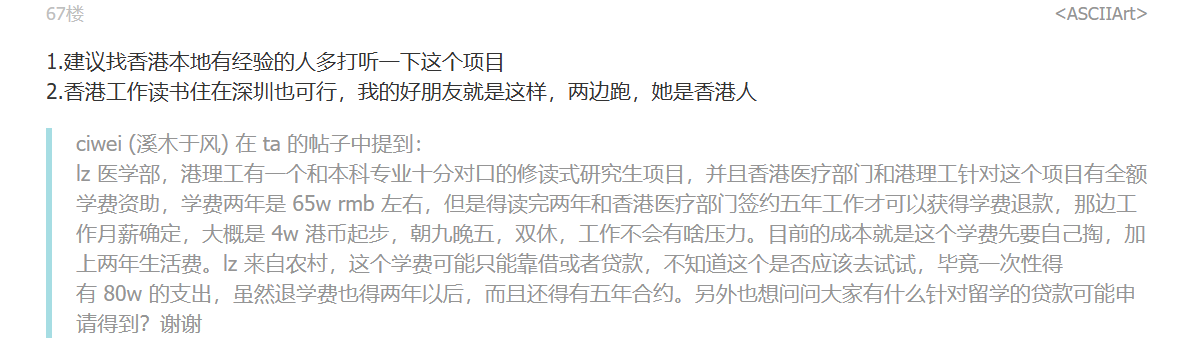 67楼 <ASCIIArt>
1.建议找香港本地有经验的人多打听一下这个项目
2.香港工作读书住在深圳也可行，我的好朋友就是这样，两边跑，她是香港人
ciwei (溪木于风) 在 ta 的帖子中提到：
lz 医学部，港理工有一个和本科专业十分对口的修读式研究生项目，并且香港医疗部门和港理工针对这个项目有全额
学费资助，学费两年是 65w rmb 左右，但是得读完两年和香港医疗部门签约五年工作才可以获得学费退款，那边工
作月薪确定，大概是 4w 港币起步，朝九晚五，双休，工作不会有啥压力。目前的成本就是这个学费先要自己掏，加
上两年生活费。lz 来自农村，这个学费可能只能靠借或者贷款，不知道这个是否应该去试试，毕竟一次性得
有 80w 的支出，虽然退学费也得两年以后，而且还得有五年合约。另外也想问问大家有什么针对留学的贷款可能申
请得到？谢谢